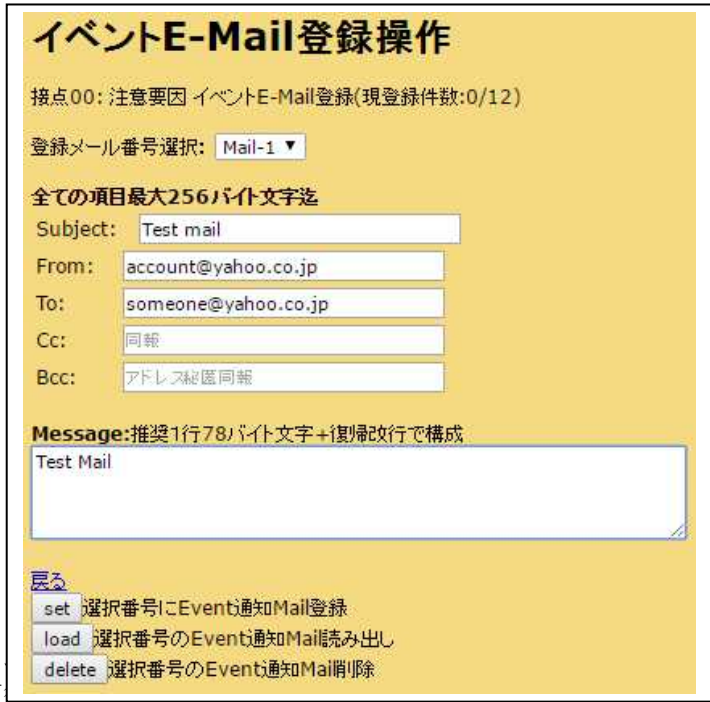 イベントE-Mail登録操作
接点00: 注意要因 イベントE-Mail登録(現登録件数:0/12)
登録メール番号選択: Mail-1 ▼
全ての項目最大256バイト文字迄
Subject: Test mail
From: account@yahoo.co.jp
To: someone@yahoo.co.jp
Cc: 同報
Bcc: アドレス秘匿同報
Message:推奨1行78バイト文字+復帰改行で構成
Test Mail
戻る
set 選択番号にEvent通知Mail登録
load 選択番号のEvent通知Mail読み出し
delete 選択番号のEvent通知Mail削除